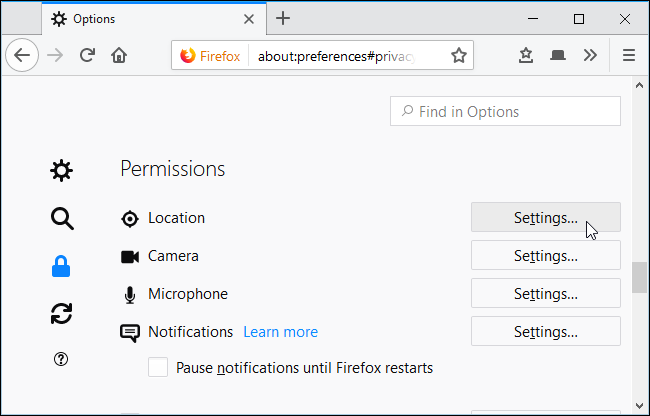 Options
Firefox about:preferences#privacy
Find in Options
Permissions
Location Settings...
Camera Settings...
Microphone Settings...
Notifications Learn more Settings...
Pause notifications until Firefox restarts